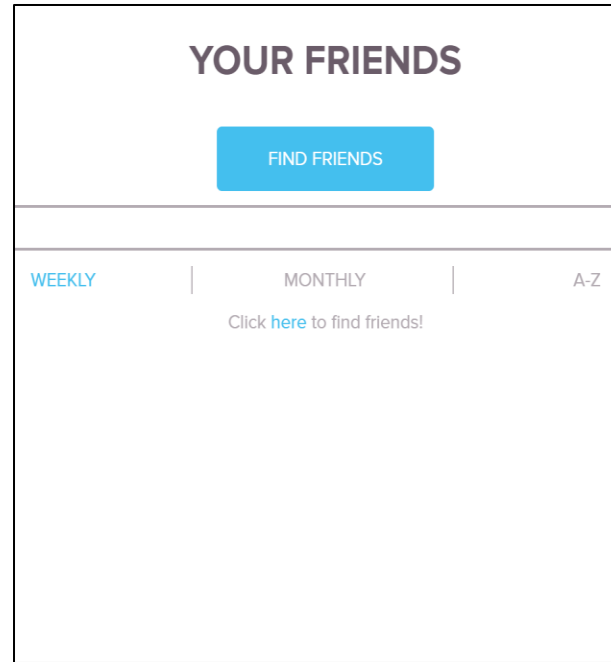 YOUR FRIENDS
FIND FRIENDS
WEEKLY MONTHLY A-Z
Click here to find friends!